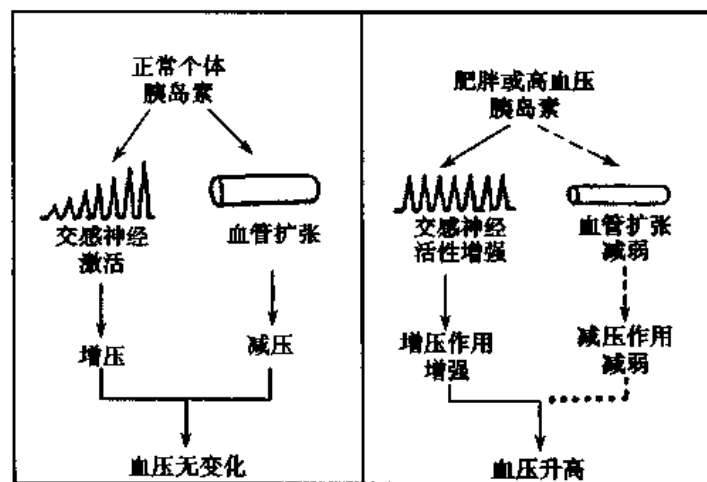 正常个体
胰岛素
交感神经
激活
血管扩张
增压
减压
血压无变化
肥胖或高血压
胰岛素
交感神经
活性增强
血管扩张
减弱
增压作用
增强
减压作用
减弱
血压升高